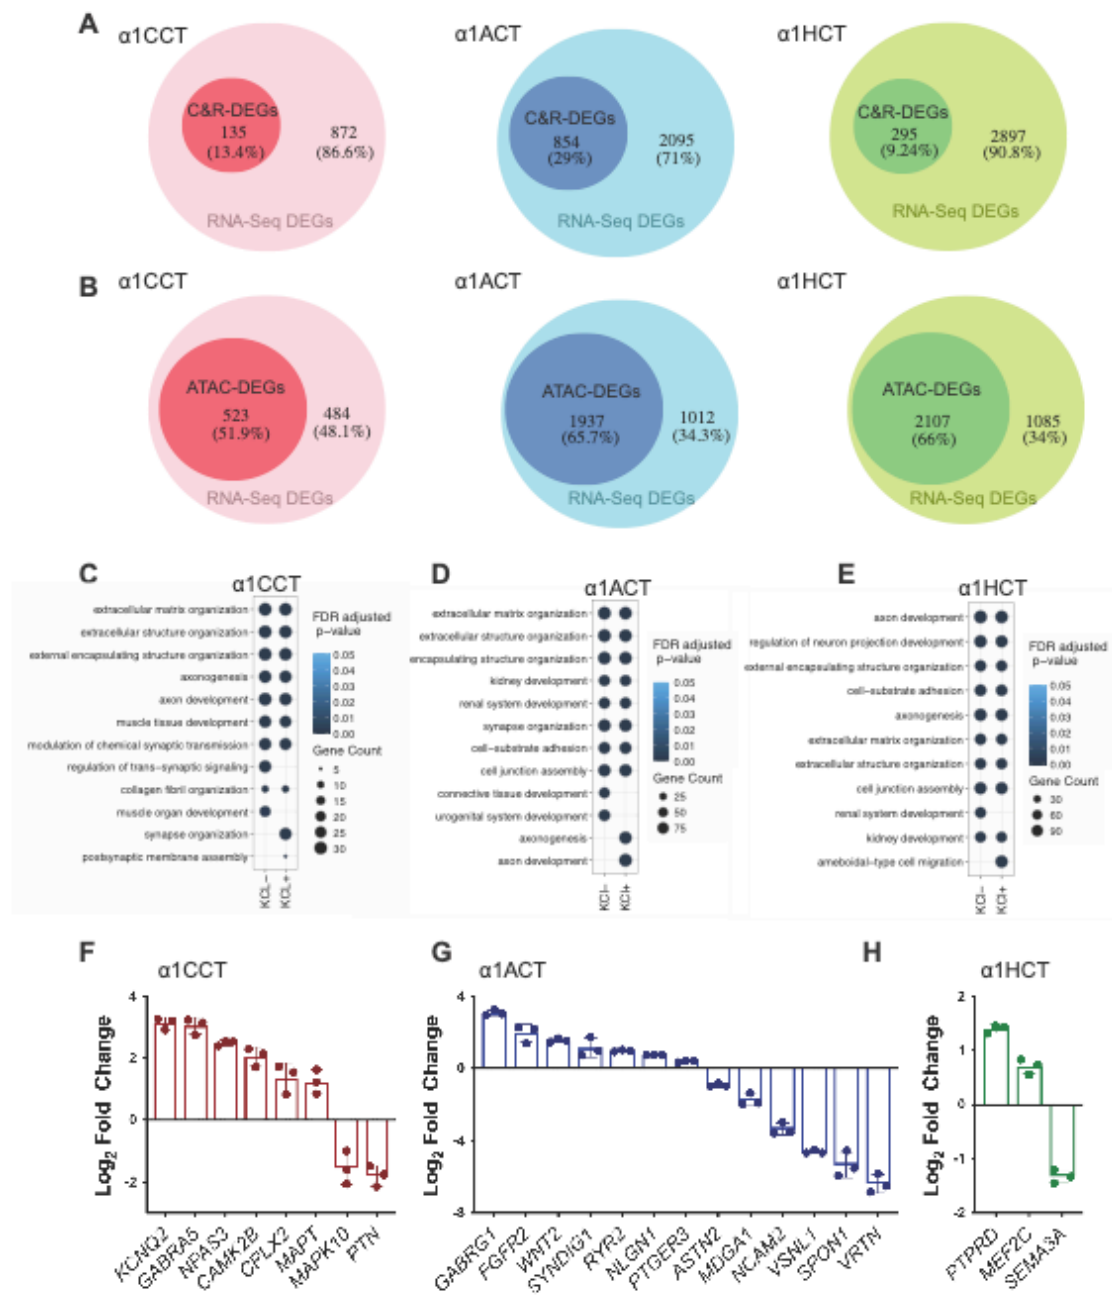 A
α1CCT
α1ACT
α1HCT
C&R-DEGs
135
(13.4%)
872
(86.6%)
RNA-Seq DEGs
C&R-DEGs
854
(29%)
2095
(71%)
RNA-Seq DEGs
C&R-DEGs
295
(9.24%)
2897
(90.8%)
RNA-Seq DEGs
B
α1CCT
α1ACT
α1HCT
ATAC-DEGs
523
(51.9%)
484
(48.1%)
RNA-Seq DEGs
ATAC-DEGs
1937
(65.7%)
1012
(34.3%)
RNA-Seq DEGs
ATAC-DEGs
2107
(66%)
1085
(34%)
RNA-Seq DEGs
C
α1CCT
extracellular matrix organization
extracellular structure organization
external encapsulating structure organization
axonogenesis
axon development
muscle tissue development
modulation of chemical synaptic transmission
regulation of trans-synaptic signaling
collagen fibril organization
muscle organ development
synapse organization
postsynaptic membrane assembly
KCL-
KCL+
FDR adjusted
p-value
0.05
0.04
0.03
0.02
0.01
0.00
Gene Count
5
10
15
20
25
30
D
α1ACT
extracellular matrix organization
extracellular structure organization
encapsulating structure organization
kidney development
renal system development
synapse organization
cell-substrate adhesion
cell junction assembly
connective tissue development
urogenital system development
axonogenesis
axon development
KCl-
KCl+
FDR adjusted
p-value
0.05
0.04
0.03
0.02
0.01
0.00
Gene Count
25
50
75
E
α1HCT
axon development
regulation of neuron projection development
external encapsulating structure organization
cell-substrate adhesion
axonogenesis
extracellular matrix organization
extracellular structure organization
cell junction assembly
renal system development
kidney development
ameboidal-type cell migration
KCl-
KCl+
FDR adjusted
p-value
0.05
0.04
0.03
0.02
0.01
0.00
Gene Count
30
60
90
F
α1CCT
Log2 Fold Change
4
2
0
-2
KCNQ2
GABRA5
NFAS3
CAMK2B
CPLX2
MAPT
MAPK10
PTN
G
α1ACT
Log2 Fold Change
4
0
-4
-8
GABRG1
FGFR2
WNT2
SYNDIG1
RYR2
NLGN1
PTGER3
ASTN2
MDGA1
NCAM2
VSNL1
SPON1
VRTN
H
α1HCT
Log2 Fold Change
2
1
0
-1
-2
PTPRD
MEF2C
SEMA3A